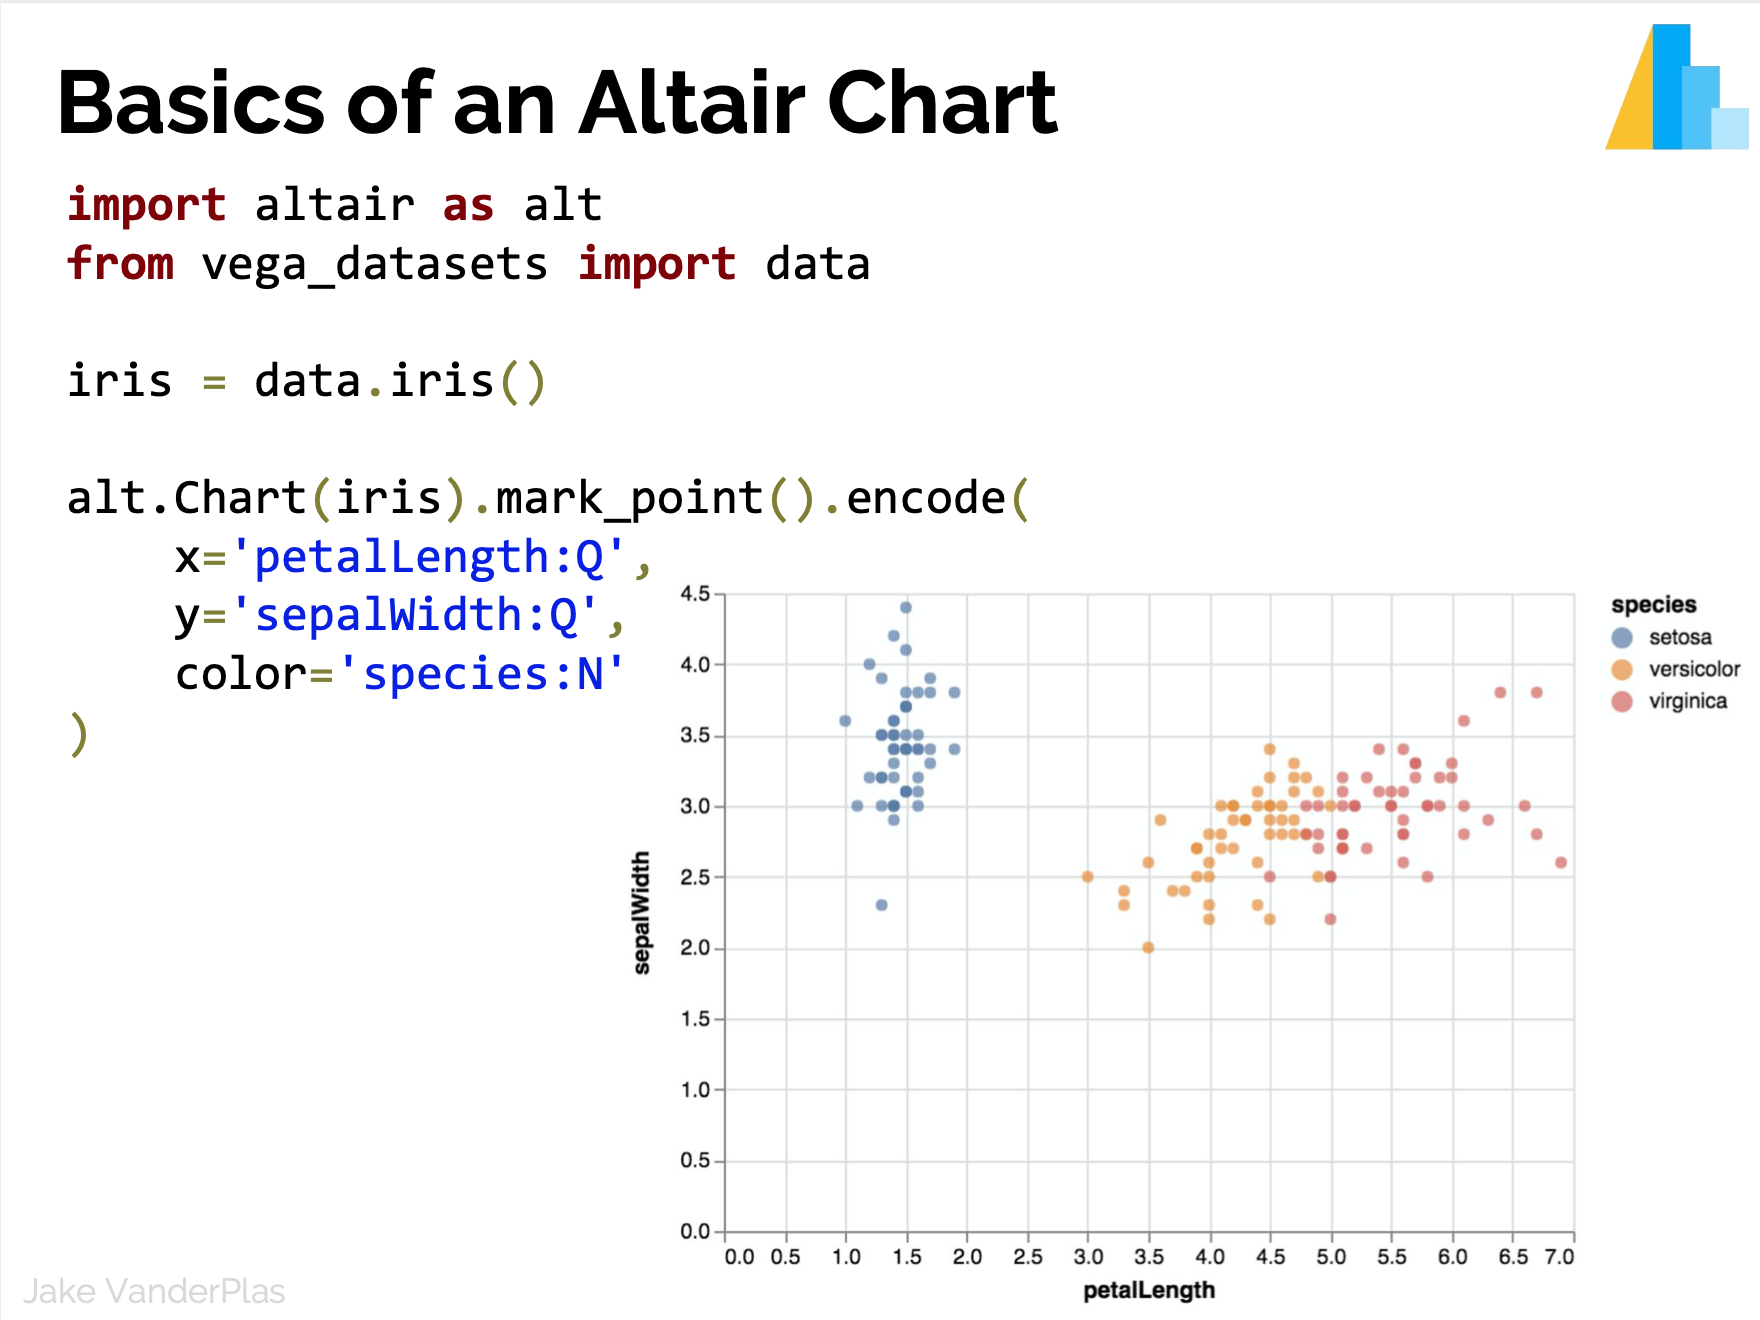 Basics of an Altair Chart
import altair as alt
from vega_datasets import data
iris = data.iris()
alt.Chart(iris).mark_point().encode(
    x='petalLength:Q',
    y='sepalWidth:Q',
    color='species:N'
)
4.5
4.0
3.5
3.0
2.5
2.0
1.5
1.0
0.5
0.0
sepalWidth
0.0 0.5 1.0 1.5 2.0 2.5 3.0 3.5 4.0 4.5 5.0 5.5 6.0 6.5 7.0
petalLength
species
setosa
versicolor
virginica
Jake VanderPlas